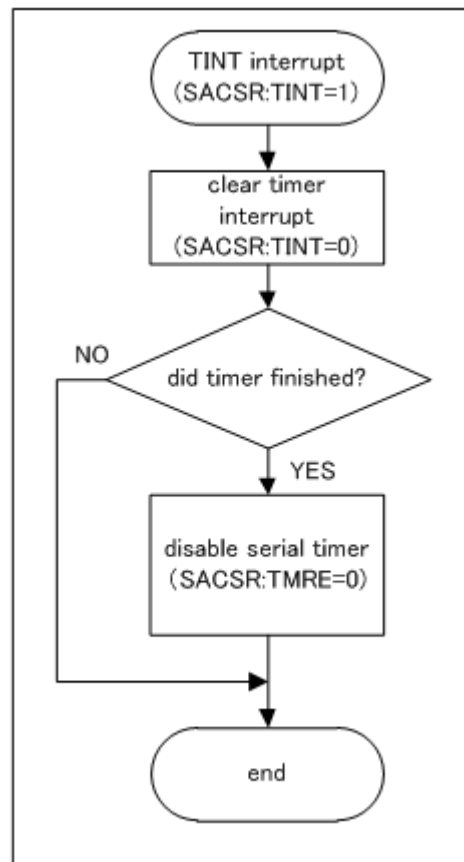 TINT interrupt
(SACSR:TINT=1)
clear timer
interrupt
(SACSR:TINT=0)
NO
did timer finished?
YES
disable serial timer
(SACSR:TMRE=0)
end